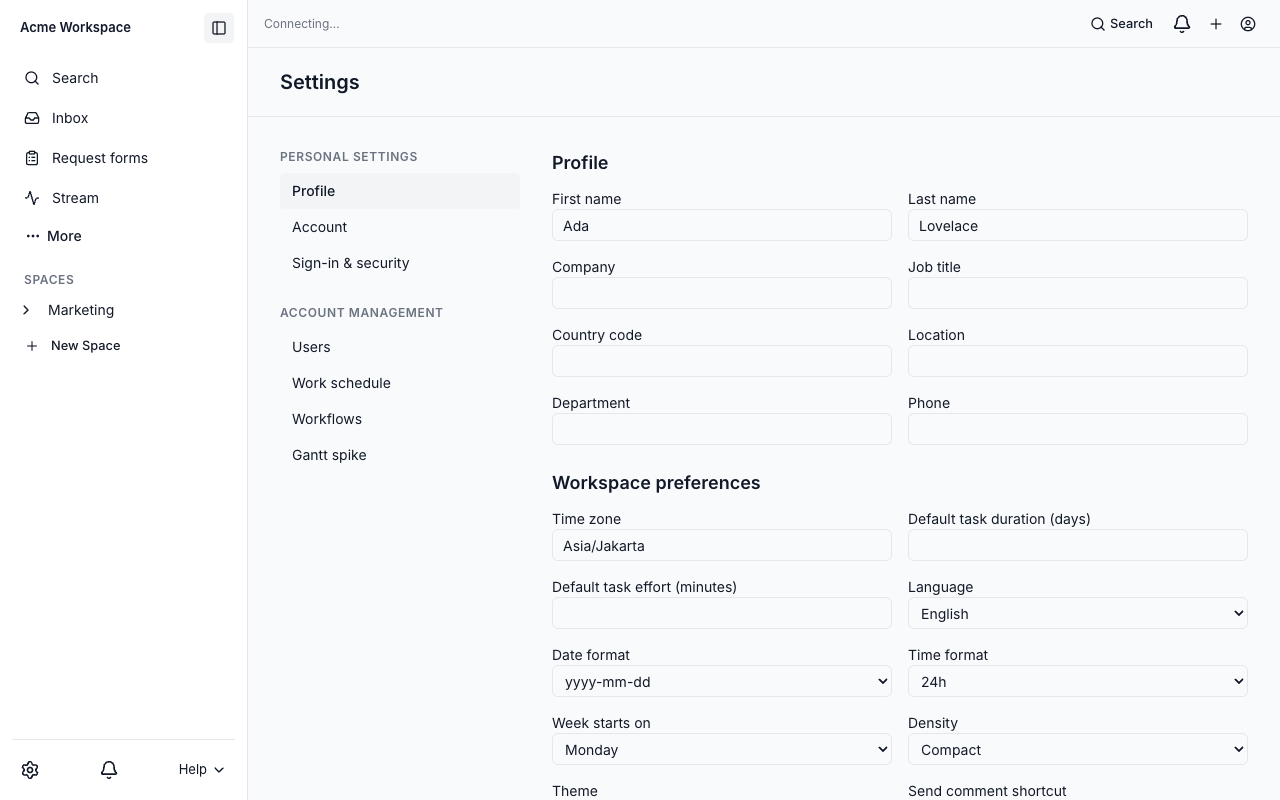 Acme Workspace
Search
Inbox
Request forms
Stream
More
SPACES
Marketing
New Space
Help
Connecting...
Search
Settings
PERSONAL SETTINGS
Profile
Account
Sign-in & security
ACCOUNT MANAGEMENT
Users
Work schedule
Workflows
Gantt spike
Profile
First name
Last name
Ada
Lovelace
Company
Job title
Country code
Location
Department
Phone
Workspace preferences
Time zone
Default task duration (days)
Asia/Jakarta
Default task effort (minutes)
Language
English
Date format
Time format
yyyy-mm-dd
24h
Week starts on
Density
Monday
Compact
Theme
Send comment shortcut